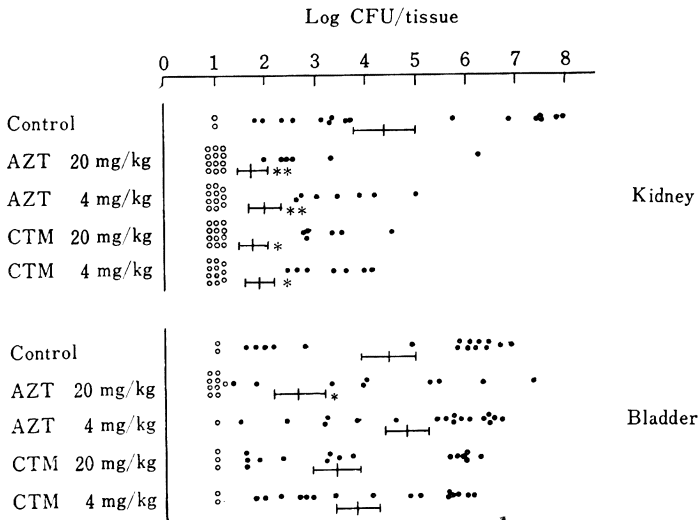 Log CFU/tissue
0 1 2 3 4 5 6 7 8
Control
AZT 20 mg/kg **
AZT 4 mg/kg **
Kidney
CTM 20 mg/kg *
CTM 4 mg/kg *
Control
AZT 20 mg/kg *
AZT 4 mg/kg
Bladder
CTM 20 mg/kg
CTM 4 mg/kg